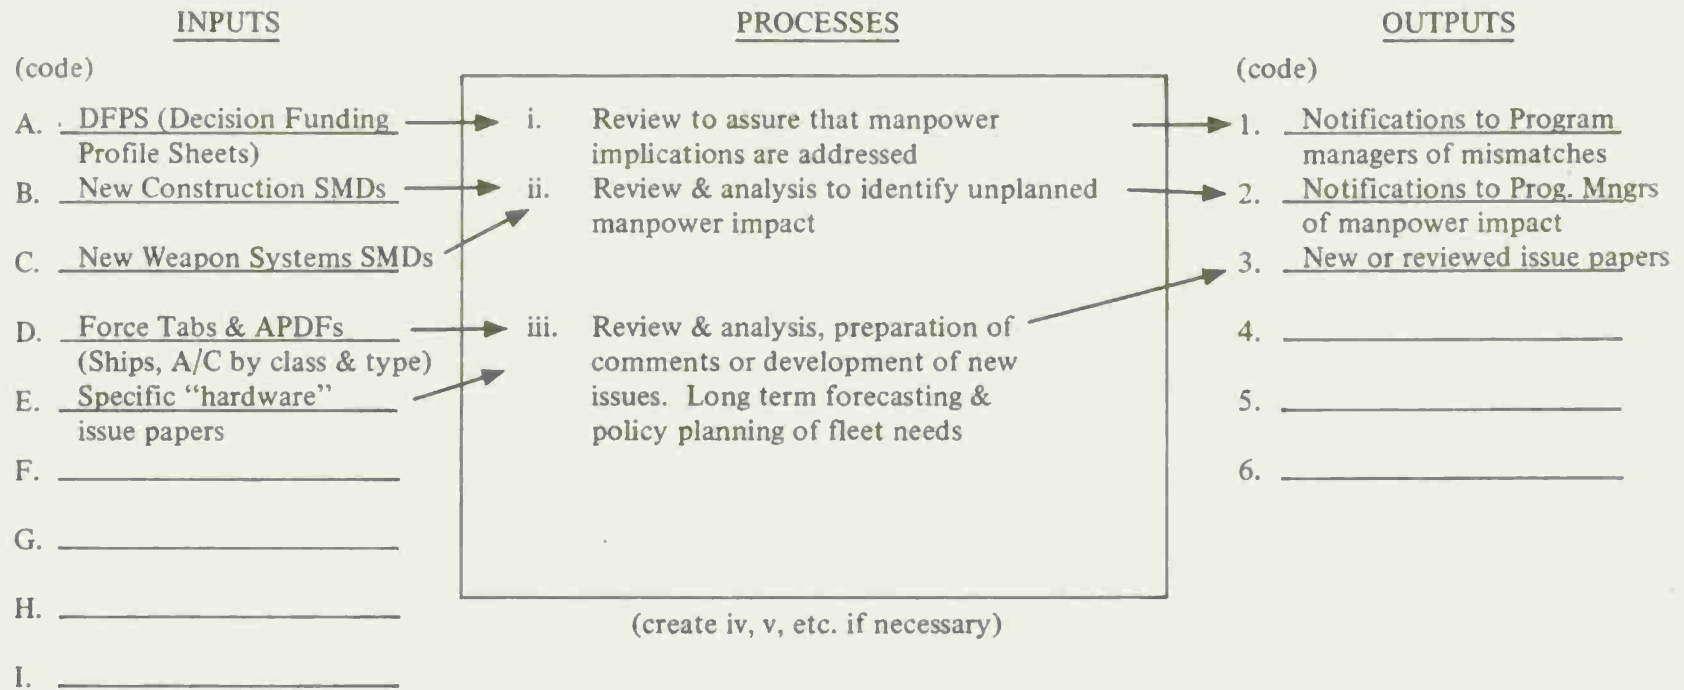 INPUTS
PROCESSES
OUTPUTS
(code)
(code)
A. DFPS (Decision Funding
Profile Sheets)
B. New Construction SMDs
C. New Weapon Systems SMDs
D. Force Tabs & APDFs
(Ships, A/C by class & type)
E. Specific “hardware”
issue papers
F.
G.
H.
I.
i. Review to assure that manpower
implications are addressed
ii. Review & analysis to identify unplanned
manpower impact
iii. Review & analysis, preparation of
comments or development of new
issues. Long term forecasting &
policy planning of fleet needs
(create iv, v, etc. if necessary)
1. Notifications to Program
managers of mismatches
2. Notifications to Prog. Mngrs
of manpower impact
3. New or reviewed issue papers
4.
5.
6.